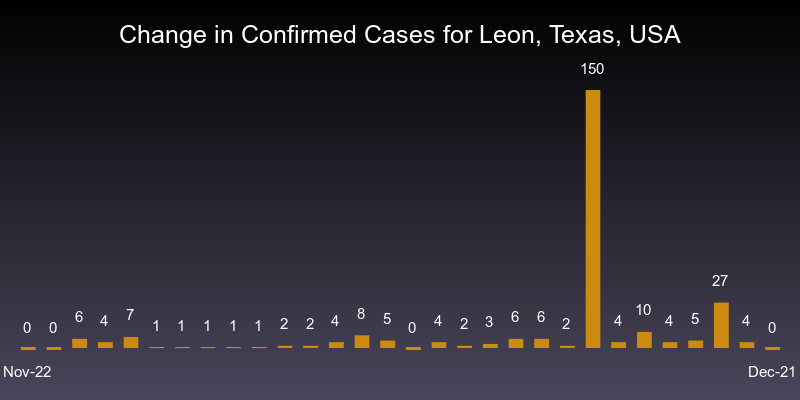 Change in Confirmed Cases for Leon, Texas, USA
150
27
10
8
7
6 4 6 6 4 4 5 4
0 0 1 1 1 1 1 2 2 4 5 0 4 2 3 2
0
Nov-22 Dec-21